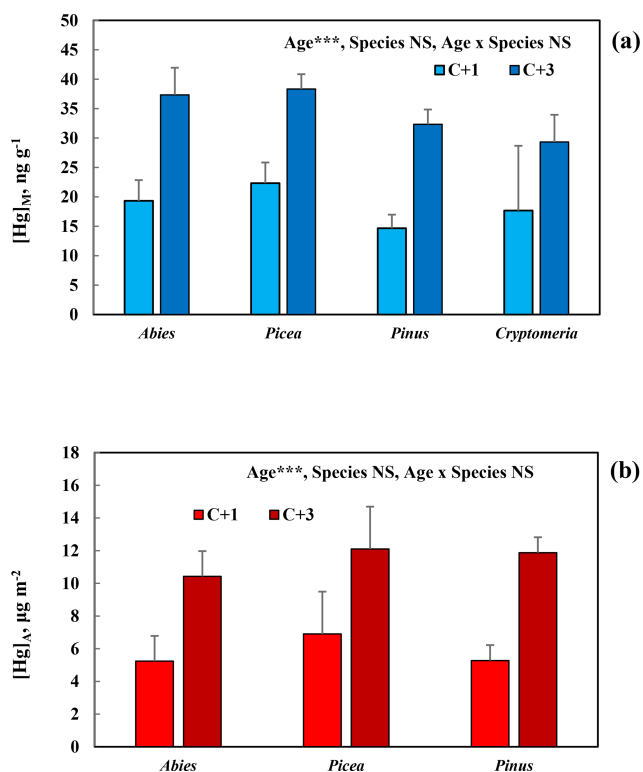 (a)
Age***, Species NS, Age x Species NS
C+1 C+3
[Hg]M, ng g-1
50
45
40
35
30
25
20
15
10
5
0
Abies Picea Pinus Cryptomeria
(b)
Age***, Species NS, Age x Species NS
C+1 C+3
[Hg]A, µg m-2
18
16
14
12
10
8
6
4
2
0
Abies Picea Pinus